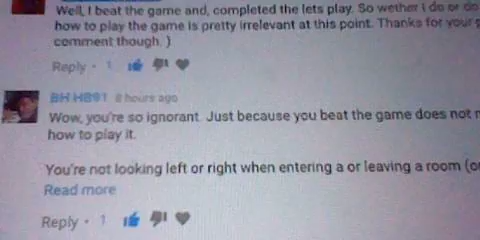 Well, I beat the game and, completed the lets play. So wether I do or do
how to play the game is pretty irrelevant at this point. Thanks for your
comment though. )
Reply • 1
BH HB91 8 hours ago
Wow, you're so ignorant. Just because you beat the game does not
how to play it.
You're not looking left or right when entering a or leaving a room (o
Read more
Reply • 1